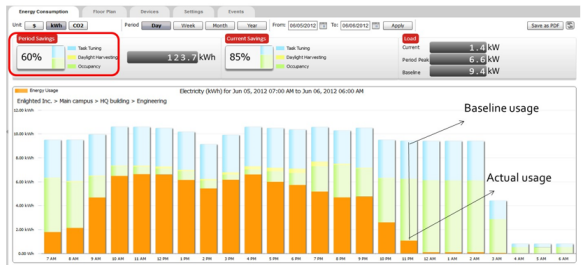 Energy Consumption Floor Plan Devices Settings Events
Unit $ kWh CO2 Period Day Week Month Year From: 06/05/2012 To: 06/06/2012 Apply Save as PDF
Period Savings
60%
Task Tuning
Daylight Harvesting
Occupancy
123.7 kWh
Current Savings
85%
Task Tuning
Daylight Harvesting
Occupancy
Load
Current 1.4 kW
Period Peak 6.6 kW
Baseline 9.4 kW
Energy Usage
Electricity (kWh) for Jun 05, 2012 07:00 AM to Jun 06, 2012 06:00 AM
Enlighted Inc. > Main campus > HQ building > Engineering
Baseline usage
Actual usage
12.00 kWh
10.00 kWh
8.00 kWh
6.00 kWh
4.00 kWh
2.00 kWh
0.00 kWh
7 AM 8 AM 9 AM 10 AM 11 AM 12 PM 1 PM 2 PM 3 PM 4 PM 5 PM 6 PM 7 PM 8 PM 9 PM 10 PM 11 PM 12 AM 1 AM 2 AM 3 AM 4 AM 5 AM 6 AM